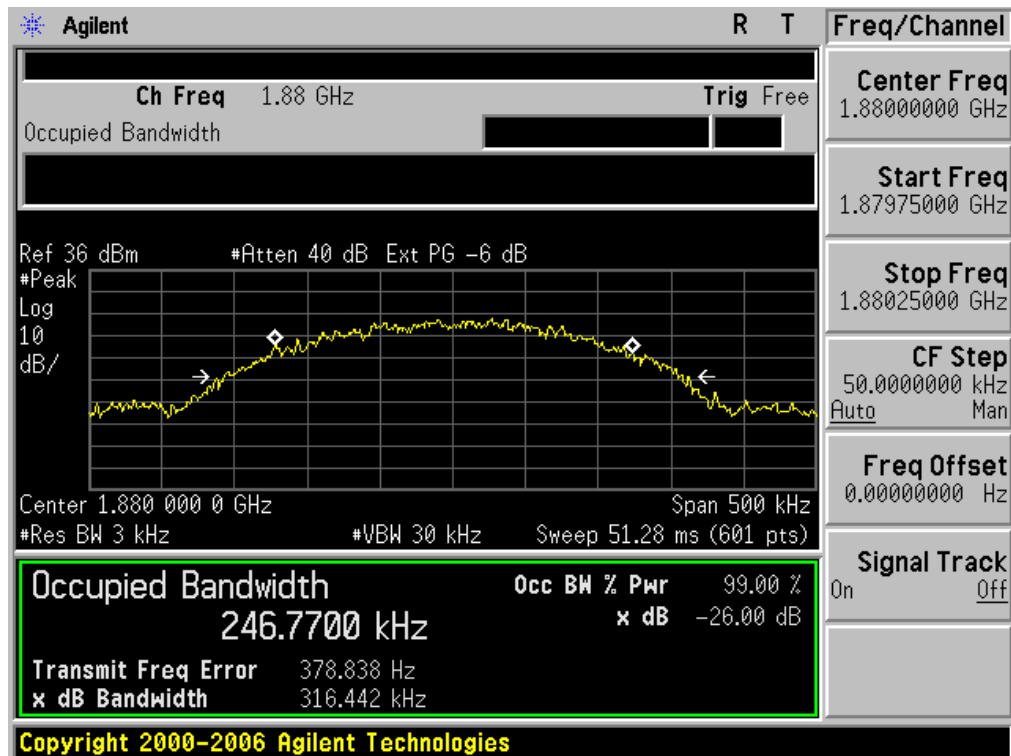 Agilent R T
Ch Freq 1.88 GHz Trig Free
Occupied Bandwidth
Ref 36 dBm #Atten 40 dB Ext PG -6 dB
#Peak
Log
10
dB/
Center 1.880 000 0 GHz Span 500 kHz
#Res BW 3 kHz #VBW 30 kHz Sweep 51.28 ms (601 pts)
Occupied Bandwidth
246.7700 kHz
Occ BW % Pwr 99.00 %
x dB -26.00 dB
Transmit Freq Error 378.838 Hz
x dB Bandwidth 316.442 kHz
Copyright 2000-2006 Agilent Technologies
Freq/Channel
Center Freq
1.88000000 GHz
Start Freq
1.87975000 GHz
Stop Freq
1.88025000 GHz
CF Step
50.0000000 kHz
Auto Man
Freq Offset
0.00000000 Hz
Signal Track
On Off